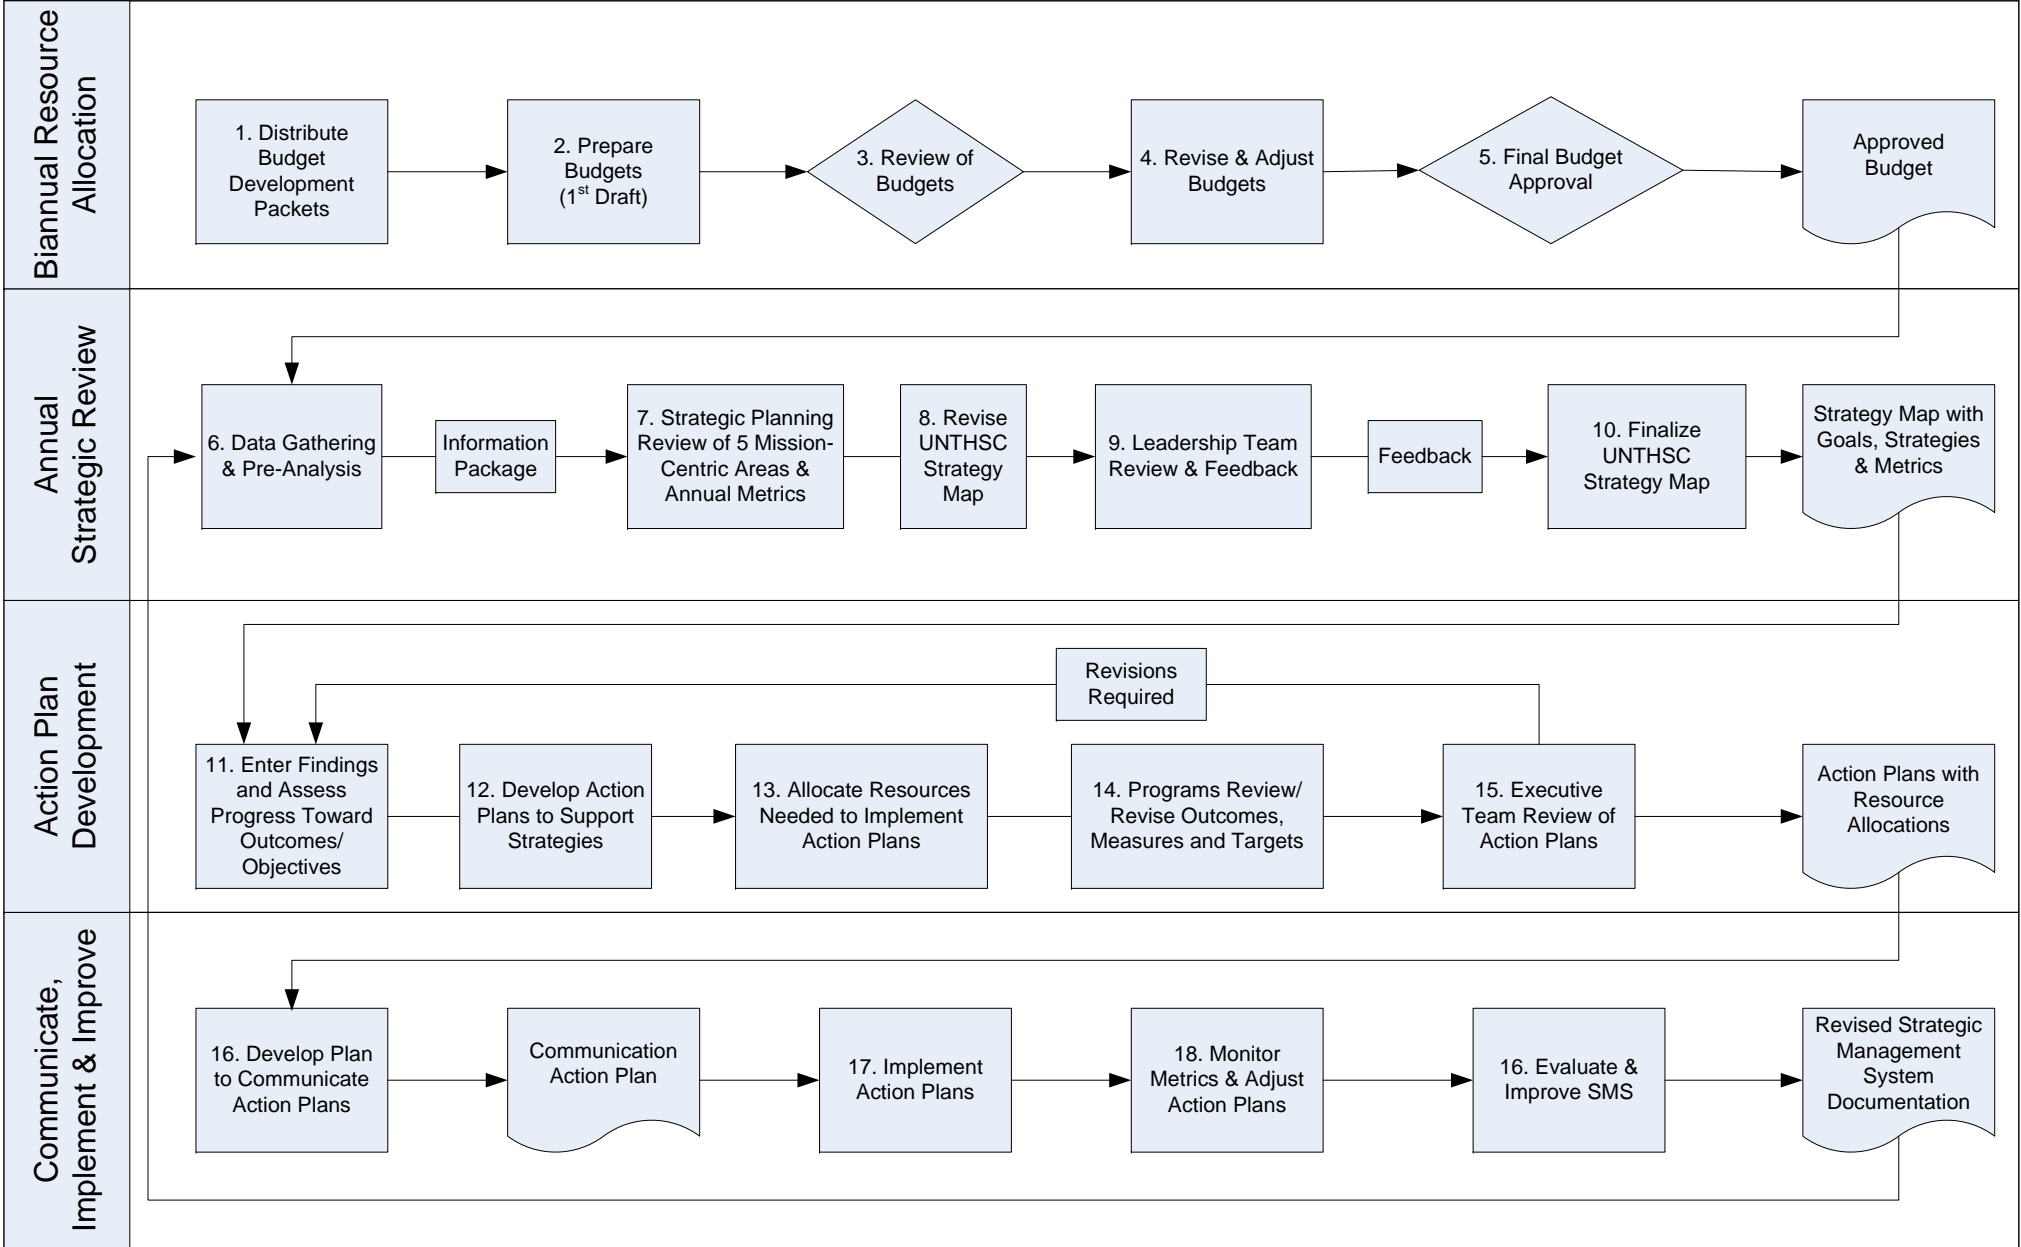 Biannual Resource
Allocation
1. Distribute
Budget
Development
Packets
2. Prepare
Budgets
(1st Draft)
3. Review of
Budgets
4. Revise & Adjust
Budgets
5. Final Budget
Approval
Approved
Budget
Annual
Strategic Review
6. Data Gathering
& Pre-Analysis
Information
Package
7. Strategic Planning
Review of 5 Mission-
Centric Areas &
Annual Metrics
8. Revise
UNTHSC
Strategy
Map
9. Leadership Team
Review & Feedback
Feedback
10. Finalize
UNTHSC
Strategy Map
Strategy Map with
Goals, Strategies
& Metrics
Action Plan
Development
Revisions
Required
11. Enter Findings
and Assess
Progress Toward
Outcomes/
Objectives
12. Develop Action
Plans to Support
Strategies
13. Allocate Resources
Needed to Implement
Action Plans
14. Programs Review/
Revise Outcomes,
Measures and Targets
15. Executive
Team Review of
Action Plans
Action Plans with
Resource
Allocations
Communicate,
Implement & Improve
16. Develop Plan
to Communicate
Action Plans
Communication
Action Plan
17. Implement
Action Plans
18. Monitor
Metrics & Adjust
Action Plans
16. Evaluate &
Improve SMS
Revised Strategic
Management
System
Documentation